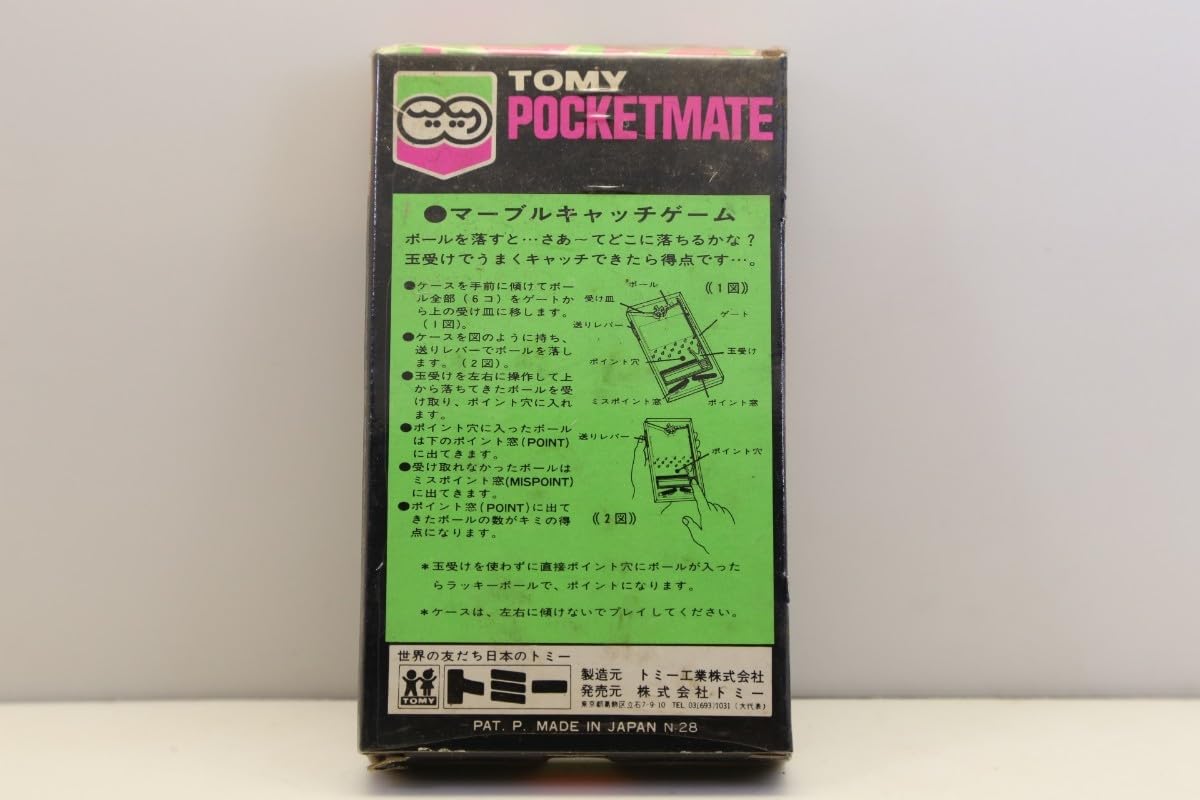 TOMY
POCKETMATE
●マーブルキャッチゲーム
ボールを落すと…さあ〜てどこに落ちるかな?
玉受けでうまくキャッチできたら得点です…。
●ケースを手前に傾けてボー
ル全部(6コ)をゲートか
ら上の受け皿に移します。
(1図)。
●ケースを図のように持ち、
送りレバーでボールを落し
ます。(2図)。
●玉受けを左右に操作して上
から落ちてきたボールを受
け取り、ポイント穴に入れ
ます。
●ポイント穴に入ったボール
は下のポイント窓(POINT)
に出てきます。
●受け取れなかったボールは
ミスポイント窓(MISPOINT)
に出てきます。
●ポイント窓(POINT)に出て
きたボールの数がキミの得
点になります。
ボール
《1図》
受け皿
ゲート
送りレバー
玉受け
ポイント穴
ミスポイント窓
ポイント窓
送りレバー
ポイント穴
《2図》
*玉受けを使わずに直接ポイント穴にボールが入った
らラッキーボールで、ポイントになります。
*ケースは、左右に傾けないでプレイしてください。
世界の友だち日本のトミー
TOMY
トミー
製造元 トミー工業株式会社
発売元 株式会社トミー
東京都葛飾区立石7-9-10 TEL 03(693)1031(大代表)
PAT. P. MADE IN JAPAN N-28